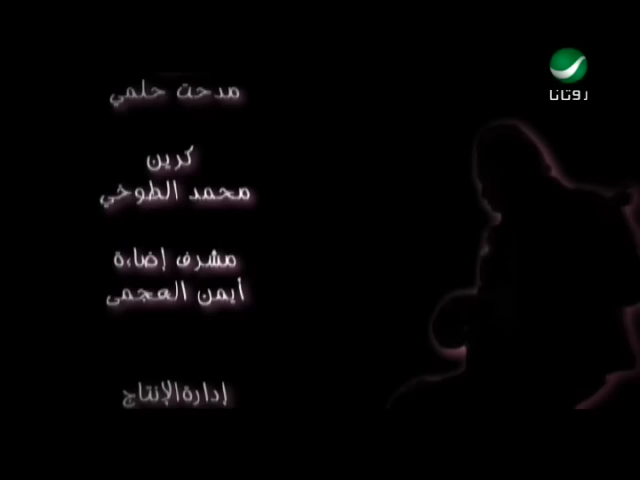 روتانا
مدحت حلمي
كرين
محمد الطوخي
مشرف إضاءة
أيمن العجمى
إدارة الإنتاج